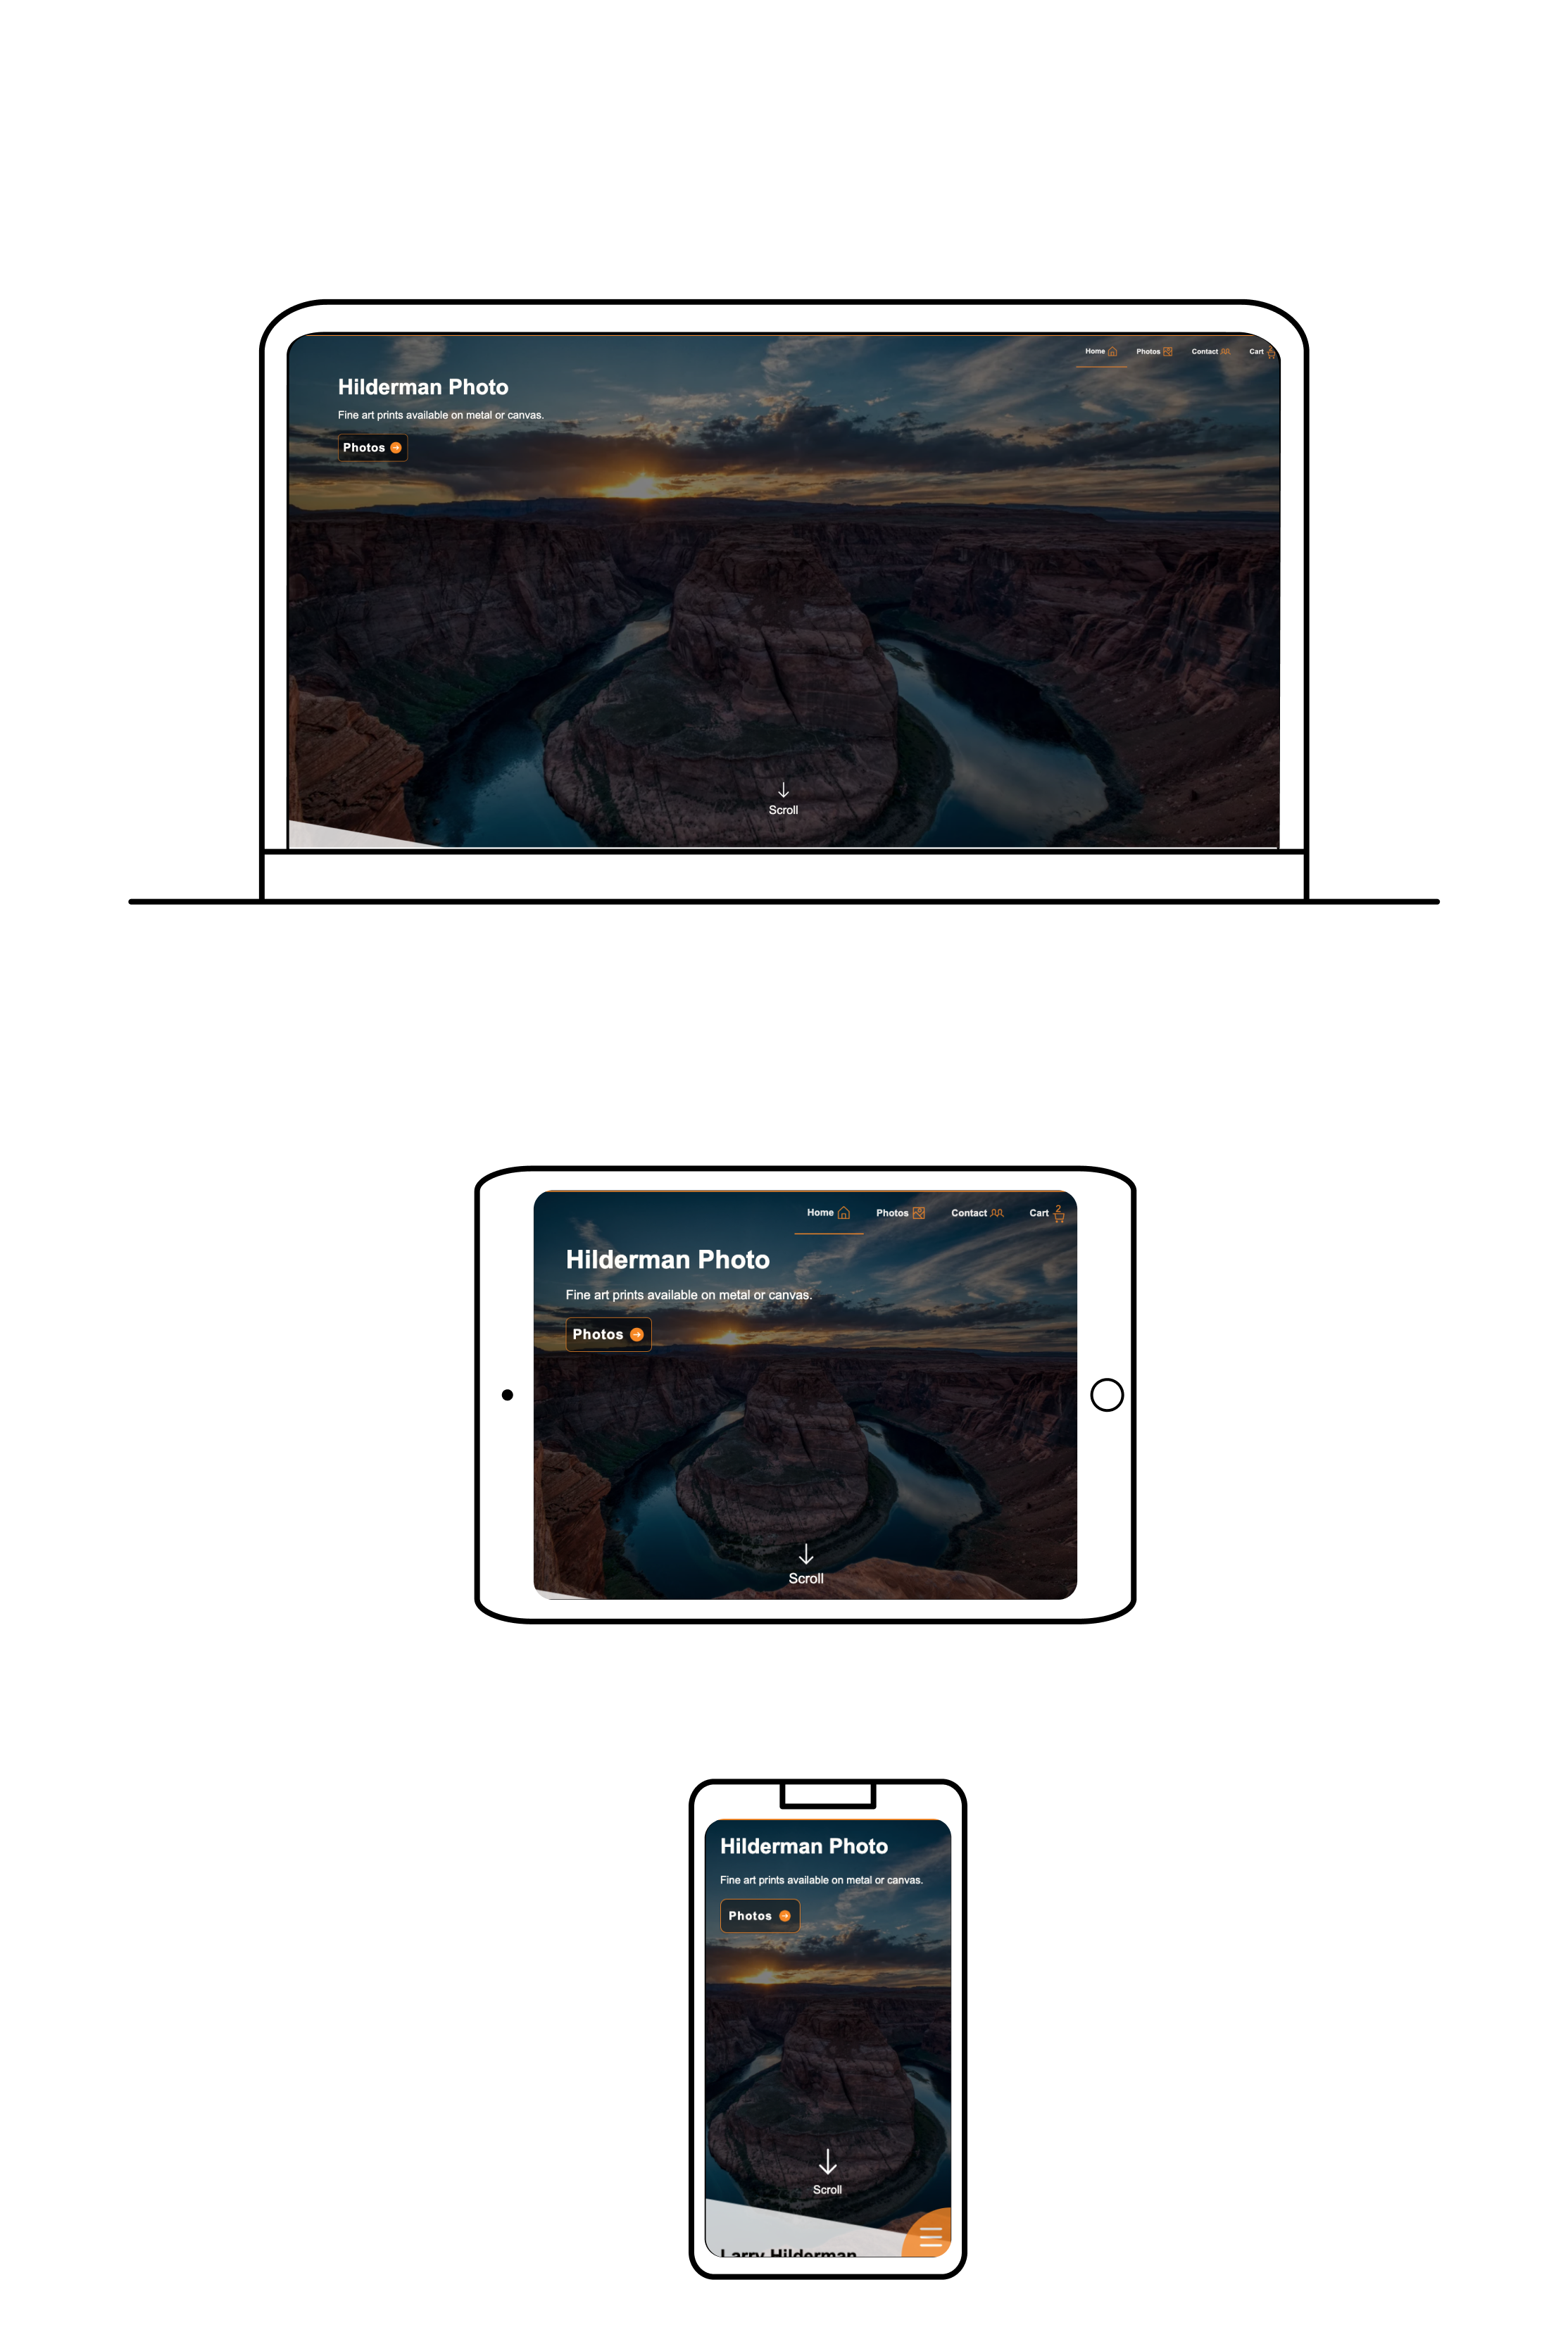 Home Photos Contact Cart
Hilderman Photo
Fine art prints available on metal or canvas.
Photos
Scroll
Home Photos Contact Cart 2
Hilderman Photo
Fine art prints available on metal or canvas.
Photos
Scroll
Hilderman Photo
Fine art prints available on metal or canvas.
Photos
Scroll
Larry Hilderman